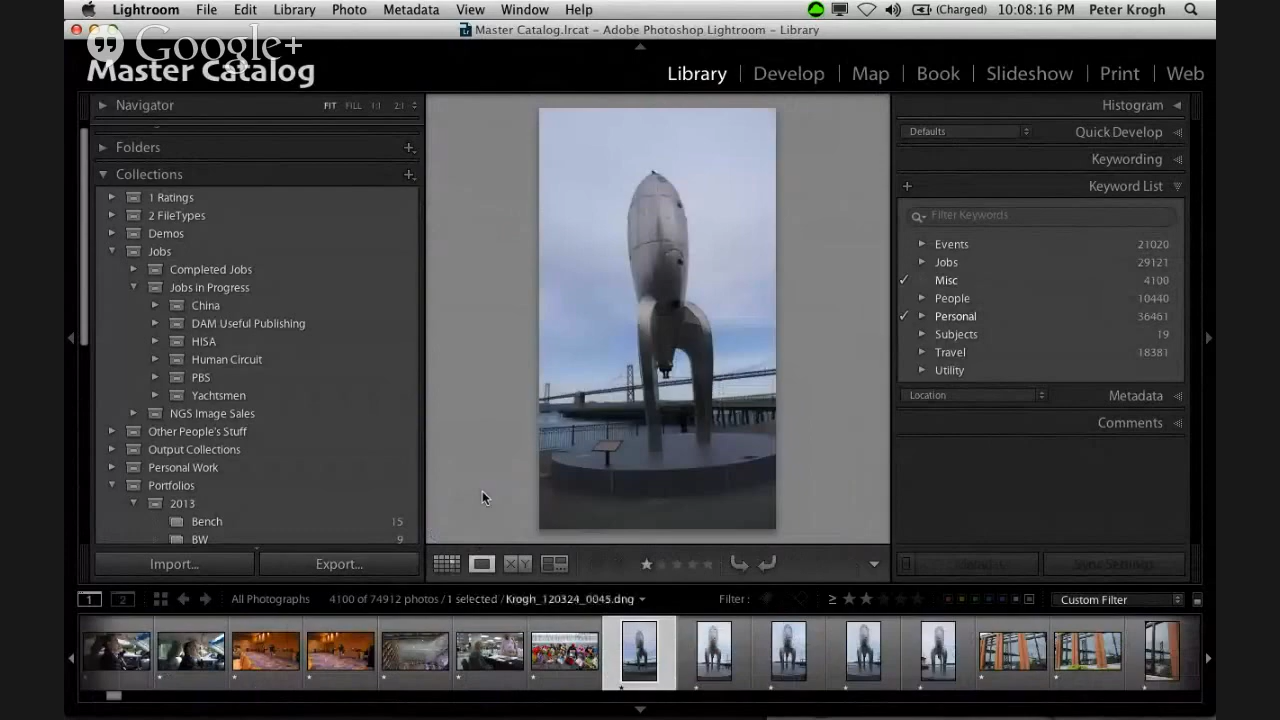 Lightroom File Edit Library Photo Metadata View Window Help (Charged) 10:08:16 PM Peter Krogh
Master Catalog.lrcat – Adobe Photoshop Lightroom – Library
Google+
Master Catalog
Library | Develop | Map | Book | Slideshow | Print | Web
Navigator FIT FILL 1:1 2:1
Folders
Collections
1 Ratings
2 FileTypes
Demos
Jobs
Completed Jobs
Jobs in Progress
China
DAM Useful Publishing
HISA
Human Circuit
PBS
Yachtsmen
NGS Image Sales
Other People's Stuff
Output Collections
Personal Work
Portfolios
2013
Bench 15
BW 9
Import... Export...
Histogram
Defaults Quick Develop
Keywording
Keyword List
Filter Keywords
Events 21020
Jobs 29121
Misc 4100
People 10440
Personal 36461
Subjects 19
Travel 18381
Utility
Location Metadata
Comments
XY
Sync Settings
1 2 All Photographs 4100 of 74912 photos / 1 selected / Krogh_120324_0045.dng Filter : ≥ Custom Filter